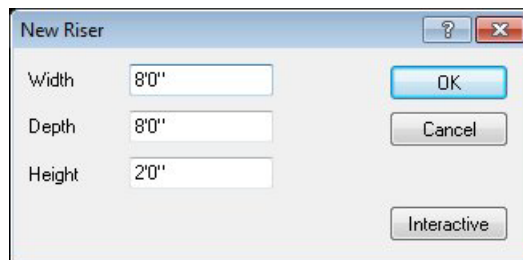 New Riser
Width 8'0" OK
Depth 8'0" Cancel
Height 2'0"
Interactive